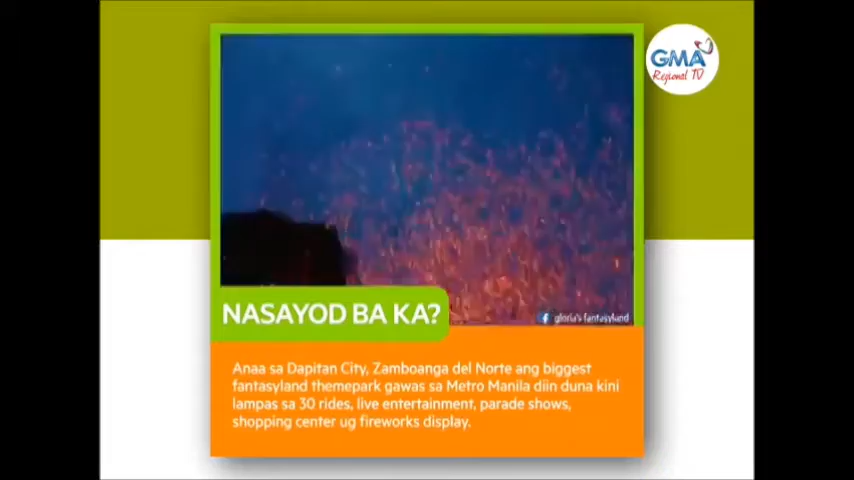 GMA
Regional TV
gloria's fantasyland
NASAYOD BA KA?
Anaa sa Dapitan City, Zamboanga del Norte ang biggest
fantasyland themepark gawas sa Metro Manila diin duna kini
lampas sa 30 rides, live entertainment, parade shows,
shopping center ug fireworks display.